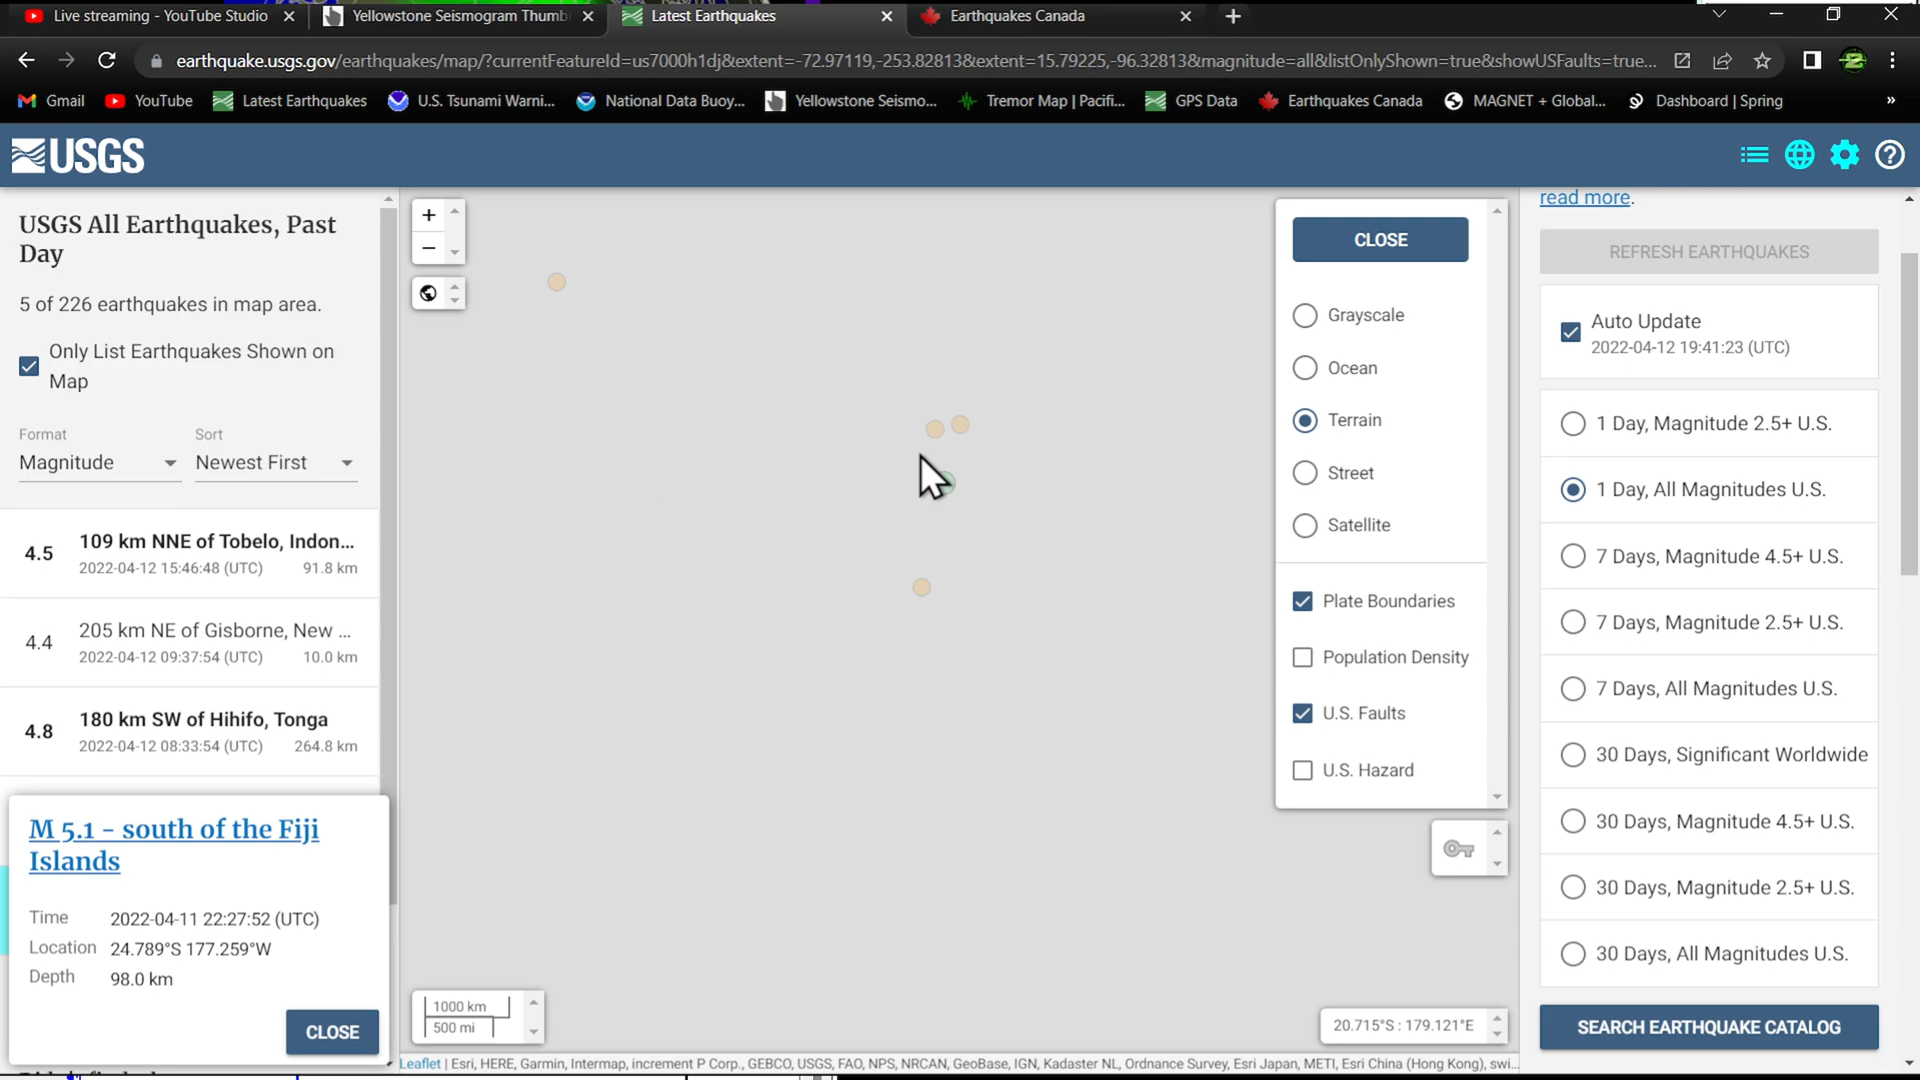 Live streaming - YouTube Studio
Yellowstone Seismogram Thumb
Latest Earthquakes
Earthquakes Canada
earthquake.usgs.gov/earthquakes/map/?currentFeatureId=us7000h1dj&extent=-72.97119,-253.82813&extent=15.79225,-96.32813&magnitude=all&listOnlyShown=true&showUSFaults=true...
Gmail
YouTube
Latest Earthquakes
U.S. Tsunami Warni...
National Data Buoy...
Yellowstone Seismo...
Tremor Map | Pacifi...
GPS Data
Earthquakes Canada
MAGNET + Global...
Dashboard | Spring
»
USGS
USGS All Earthquakes, Past
Day
5 of 226 earthquakes in map area.
Only List Earthquakes Shown on
Map
Format
Sort
Magnitude
Newest First
4.5
109 km NNE of Tobelo, Indon...
2022-04-12 15:46:48 (UTC)
91.8 km
4.4
205 km NE of Gisborne, New ...
2022-04-12 09:37:54 (UTC)
10.0 km
4.8
180 km SW of Hihifo, Tonga
2022-04-12 08:33:54 (UTC)
264.8 km
M 5.1 - south of the Fiji
Islands
Time
2022-04-11 22:27:52 (UTC)
Location
24.789°S 177.259°W
Depth
98.0 km
CLOSE
+
−
1000 km
500 mi
CLOSE
Grayscale
Ocean
Terrain
Street
Satellite
Plate Boundaries
Population Density
U.S. Faults
U.S. Hazard
20.715°S : 179.121°E
Leaflet | Esri, HERE, Garmin, Intermap, increment P Corp., GEBCO, USGS, FAO, NPS, NRCAN, GeoBase, IGN, Kadaster NL, Ordnance Survey, Esri Japan, METI, Esri China (Hong Kong), swi...
read more.
REFRESH EARTHQUAKES
Auto Update
2022-04-12 19:41:23 (UTC)
1 Day, Magnitude 2.5+ U.S.
1 Day, All Magnitudes U.S.
7 Days, Magnitude 4.5+ U.S.
7 Days, Magnitude 2.5+ U.S.
7 Days, All Magnitudes U.S.
30 Days, Significant Worldwide
30 Days, Magnitude 4.5+ U.S.
30 Days, Magnitude 2.5+ U.S.
30 Days, All Magnitudes U.S.
SEARCH EARTHQUAKE CATALOG